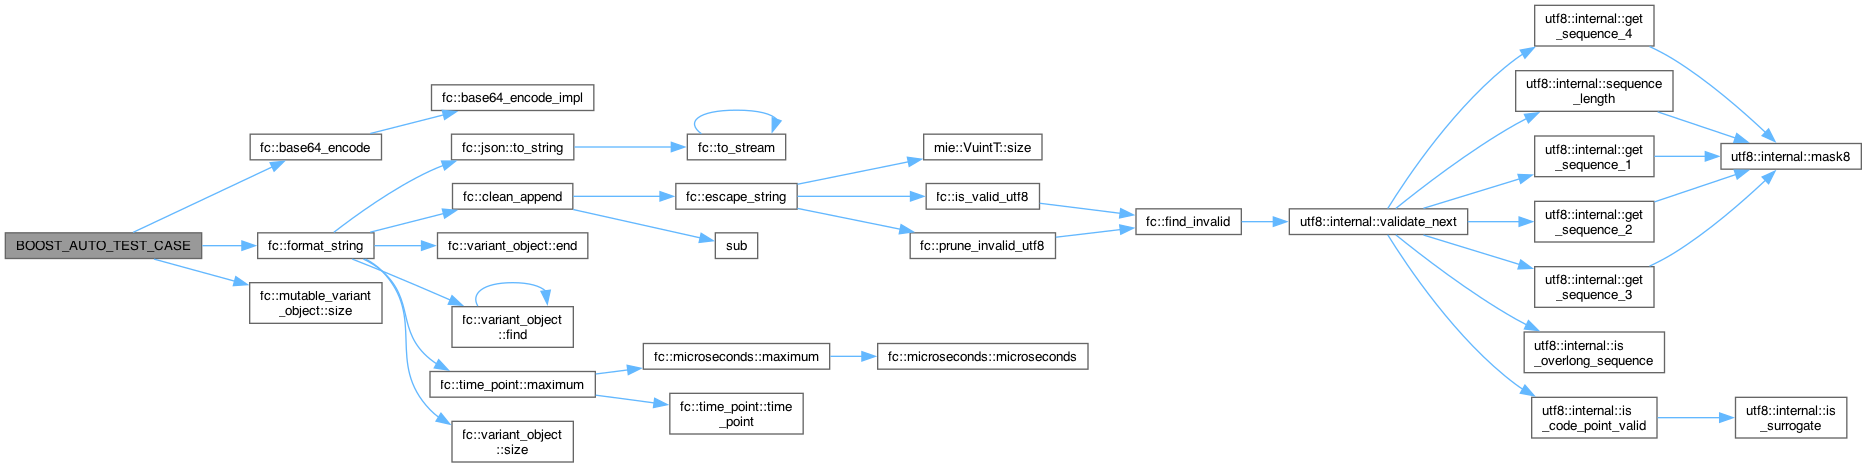 BOOST_AUTO_TEST_CASE
fc::base64_encode
fc::base64_encode_impl
fc::format_string
fc::mutable_variant
_object::size
fc::json::to_string
fc::to_stream
fc::clean_append
fc::escape_string
sub
fc::variant_object::end
fc::variant_object
::find
fc::time_point::maximum
fc::microseconds::maximum
fc::microseconds::microseconds
fc::time_point::time
_point
fc::variant_object
::size
mie::VuintT::size
fc::is_valid_utf8
fc::prune_invalid_utf8
fc::find_invalid
utf8::internal::validate_next
utf8::internal::get
_sequence_4
utf8::internal::sequence
_length
utf8::internal::get
_sequence_1
utf8::internal::get
_sequence_2
utf8::internal::get
_sequence_3
utf8::internal::mask8
utf8::internal::is
_overlong_sequence
utf8::internal::is
_code_point_valid
utf8::internal::is
_surrogate